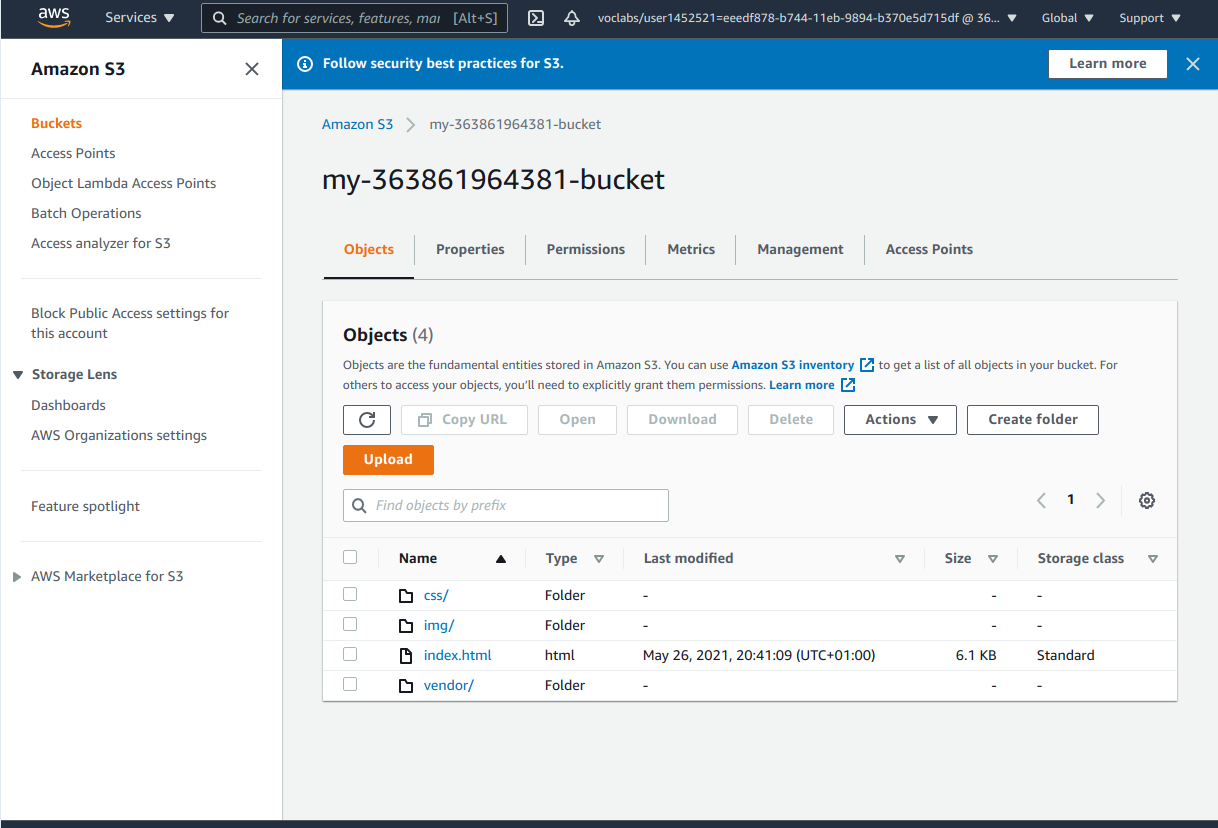 aws
Services
Search for services, features, mar [Alt+S]
voclabs/user1452521=eeedf878-b744-11eb-9894-b370e5d715df @ 36...
Global
Support
Amazon S3
Follow security best practices for S3.
Learn more
Buckets
Access Points
Object Lambda Access Points
Batch Operations
Access analyzer for S3
Block Public Access settings for
this account
Storage Lens
Dashboards
AWS Organizations settings
Feature spotlight
AWS Marketplace for S3
Amazon S3 my-363861964381-bucket
my-363861964381-bucket
Objects Properties Permissions Metrics Management Access Points
Objects (4)
Objects are the fundamental entities stored in Amazon S3. You can use Amazon S3 inventory to get a list of all objects in your bucket. For
others to access your objects, you'll need to explicitly grant them permissions. Learn more
Copy URL Open Download Delete Actions Create folder
Upload
Find objects by prefix
1
Name Type Last modified Size Storage class
css/ Folder - - -
img/ Folder - - -
index.html html May 26, 2021, 20:41:09 (UTC+01:00) 6.1 KB Standard
vendor/ Folder - - -